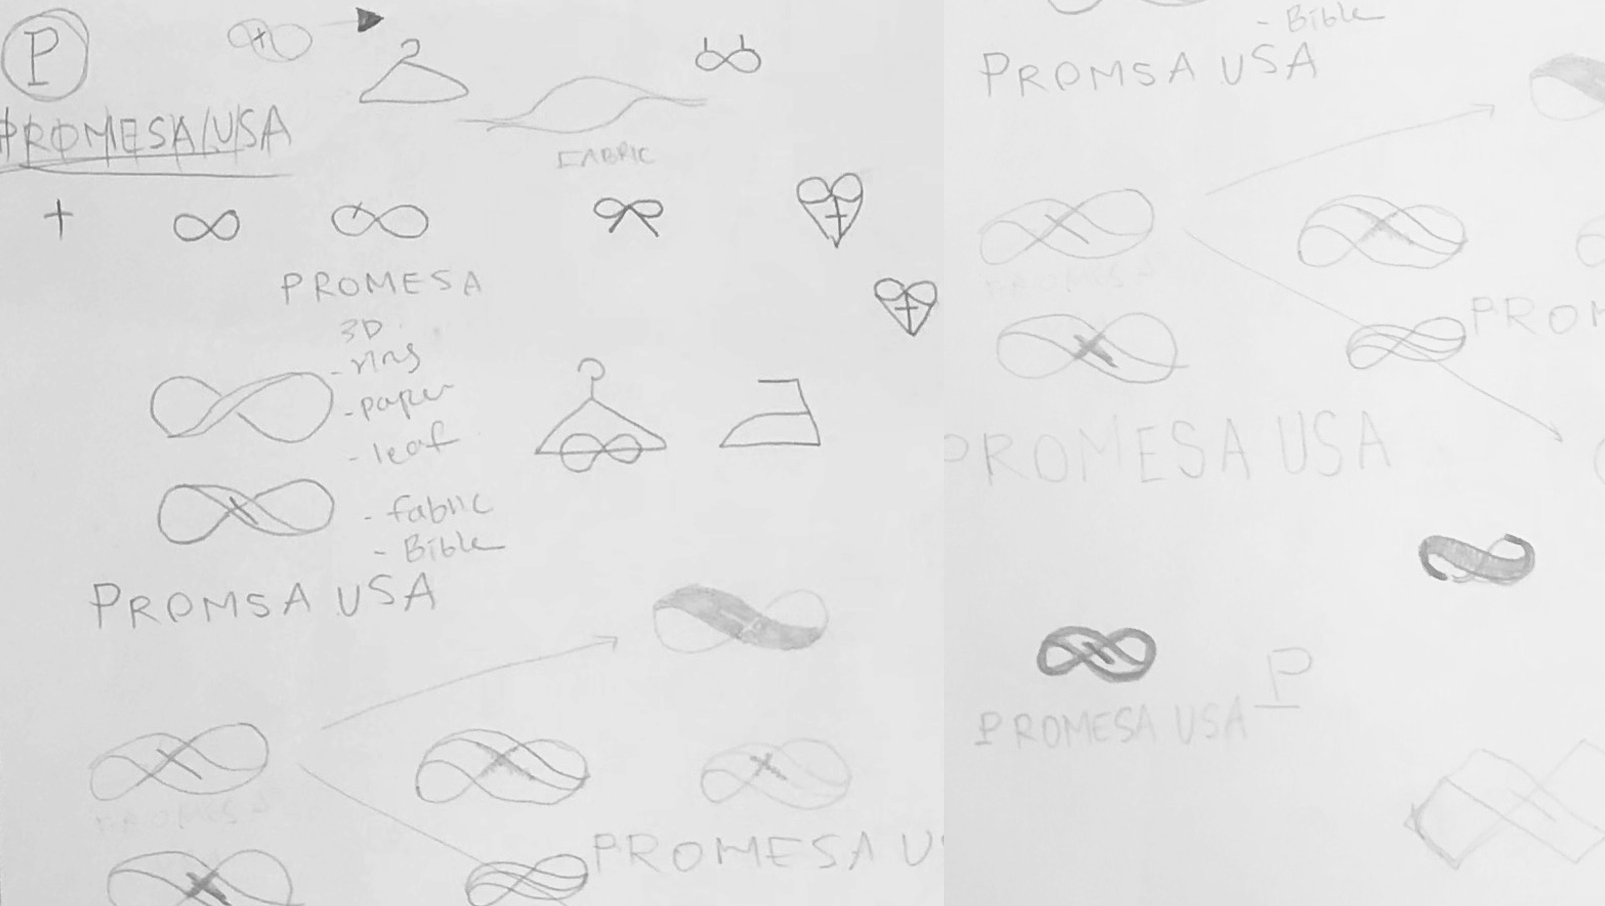 P
PROMESA/USA
FABRIC
PROMESA
3D
- ring
- paper
- leaf
- fabric
- Bible
PROMSA USA
PROMESA
PROMESA U
- Bible
PROMSA USA
PROMESA
PROM
PROMESA USA
P
PROMESA USA